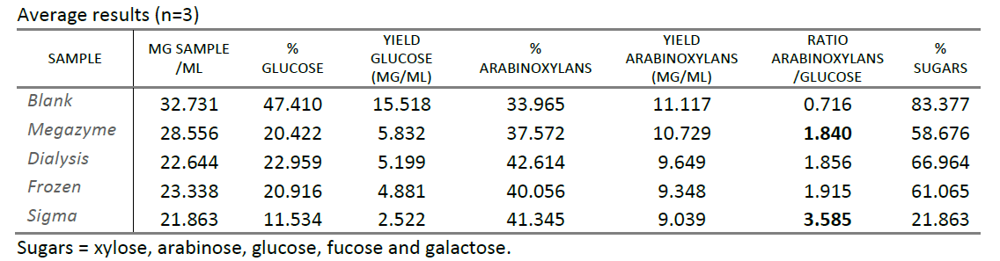 Average results (n=3)
SAMPLE MG SAMPLE /ML % GLUCOSE YIELD GLUCOSE (MG/ML) % ARABINOXYLANS YIELD ARABINOXYLANS (MG/ML) RATIO ARABINOXYLANS /GLUCOSE % SUGARS
Blank 32.731 47.410 15.518 33.965 11.117 0.716 83.377
Megazyme 28.556 20.422 5.832 37.572 10.729 1.840 58.676
Dialysis 22.644 22.959 5.199 42.614 9.649 1.856 66.964
Frozen 23.338 20.916 4.881 40.056 9.348 1.915 61.065
Sigma 21.863 11.534 2.522 41.345 9.039 3.585 21.863
Sugars = xylose, arabinose, glucose, fucose and galactose.